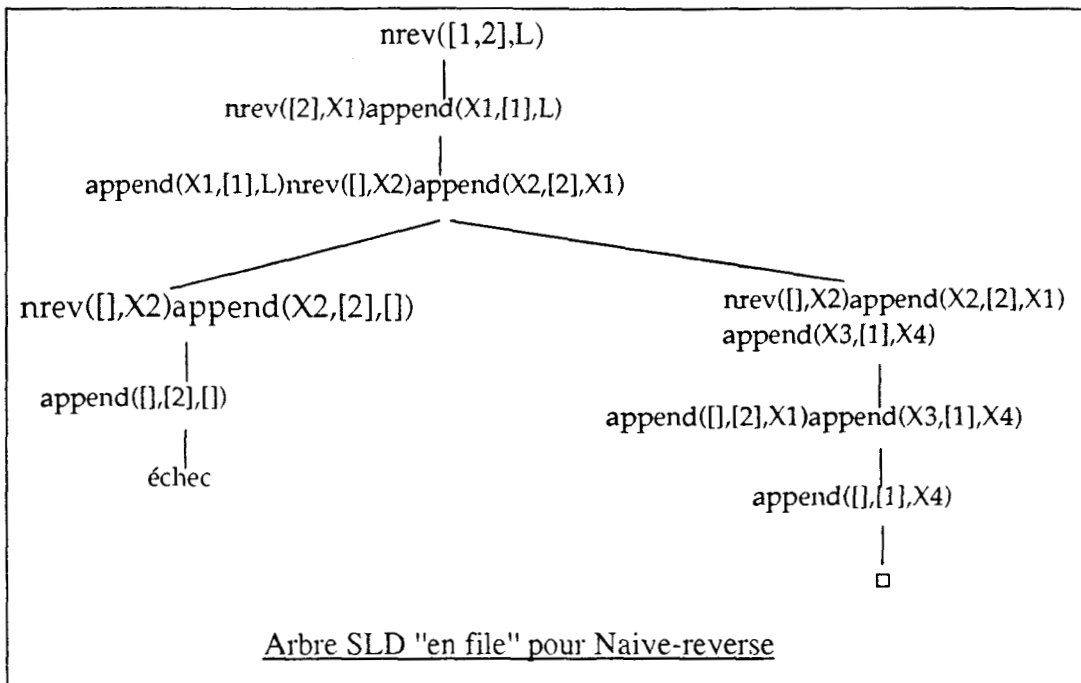 nrev([1,2],L)
nrev([2],X1)append(X1,[1],L)
append(X1,[1],L)nrev([],X2)append(X2,[2],X1)
nrev([],X2)append(X2,[2],[])
nrev([],X2)append(X2,[2],X1)
append(X3,[1],X4)
append([],[2],[])
append([],[2],X1)append(X3,[1],X4)
échec
append([],[1],X4)
Arbre SLD "en file" pour Naive-reverse